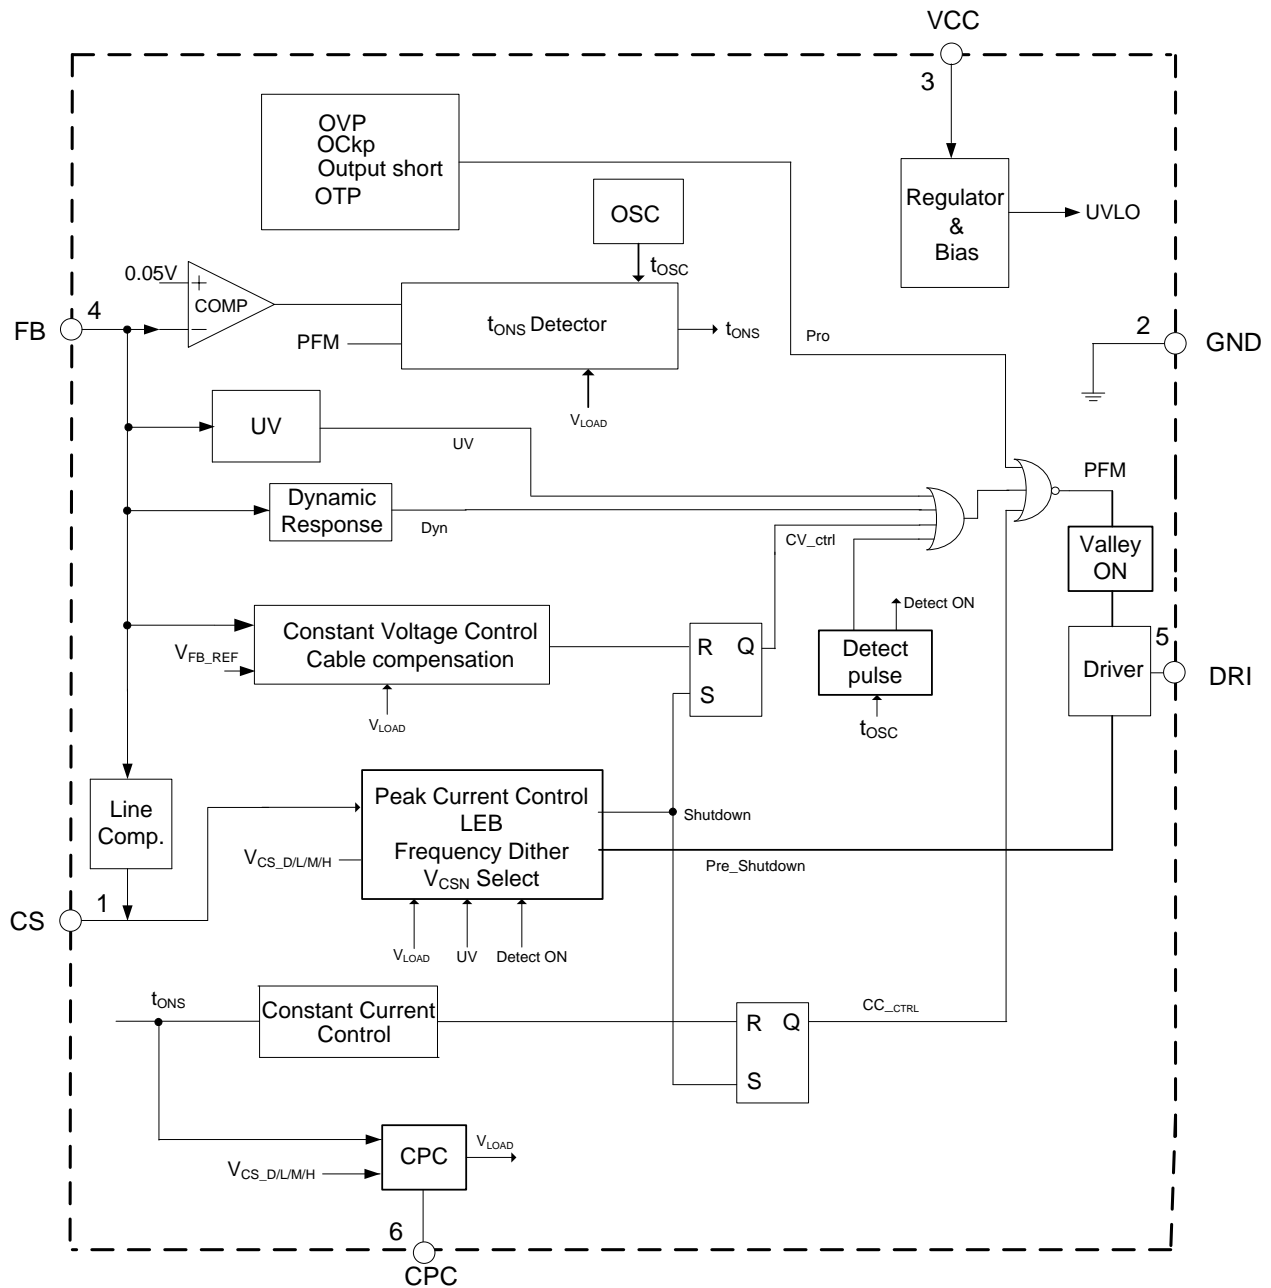 VCC
3
OVP
OCkp
Output short
OTP
OSC
Regulator
&
Bias
UVLO
tOSC
0.05V
+
COMP
−
4
FB
tONS Detector
tONS
PFM
VLOAD
Pro
2
GND
UV
UV
Dynamic
Response
Dyn
CV_ctrl
PFM
Valley
ON
Detect ON
Constant Voltage Control
Cable compensation
VFB_REF
VLOAD
R Q
S
Detect
pulse
tOSC
5
Driver
DRI
Line
Comp.
Peak Current Control
LEB
Frequency Dither
VCSN Select
VCS_D/L/M/H
Shutdown
Pre_Shutdown
1
CS
VLOAD
UV
Detect ON
tONS
Constant Current
Control
R Q
S
CC_CTRL
CPC
VLOAD
VCS_D/L/M/H
6
CPC